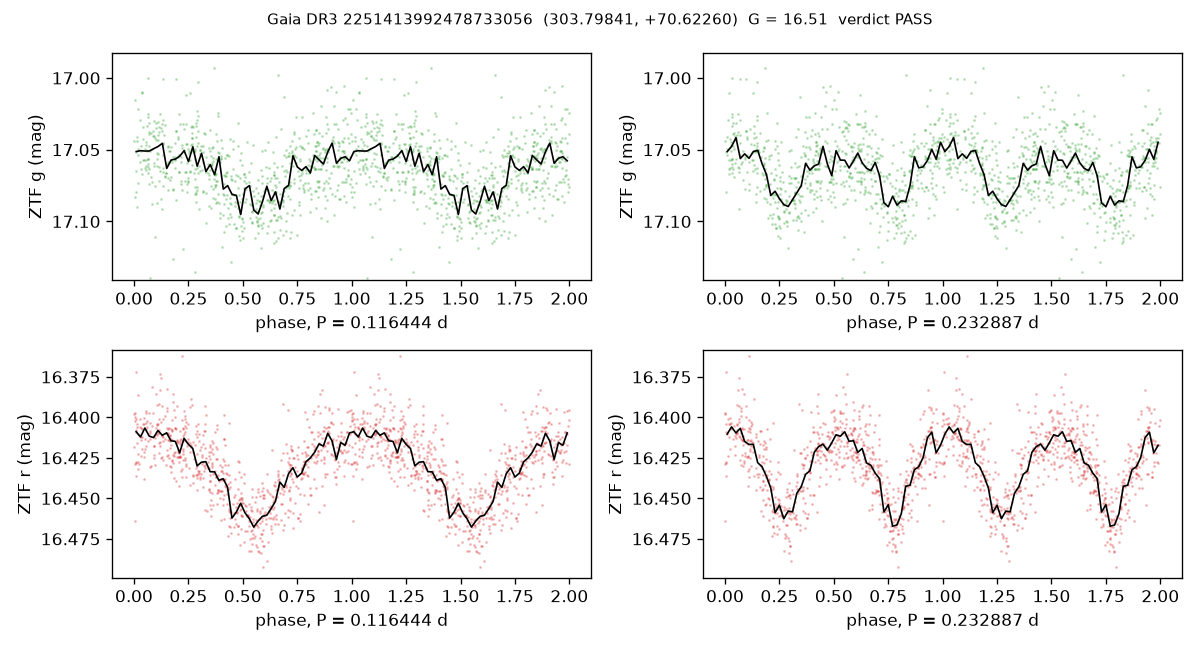 Gaia DR3 2251413992478733056 (303.79841, +70.62260) G = 16.51 verdict PASS
ZTF g (mag)
17.00
17.05
17.10
0.00 0.25 0.50 0.75 1.00 1.25 1.50 1.75 2.00
phase, P = 0.116444 d
ZTF g (mag)
17.00
17.05
17.10
0.00 0.25 0.50 0.75 1.00 1.25 1.50 1.75 2.00
phase, P = 0.232887 d
ZTF r (mag)
16.375
16.400
16.425
16.450
16.475
0.00 0.25 0.50 0.75 1.00 1.25 1.50 1.75 2.00
phase, P = 0.116444 d
ZTF r (mag)
16.375
16.400
16.425
16.450
16.475
0.00 0.25 0.50 0.75 1.00 1.25 1.50 1.75 2.00
phase, P = 0.232887 d